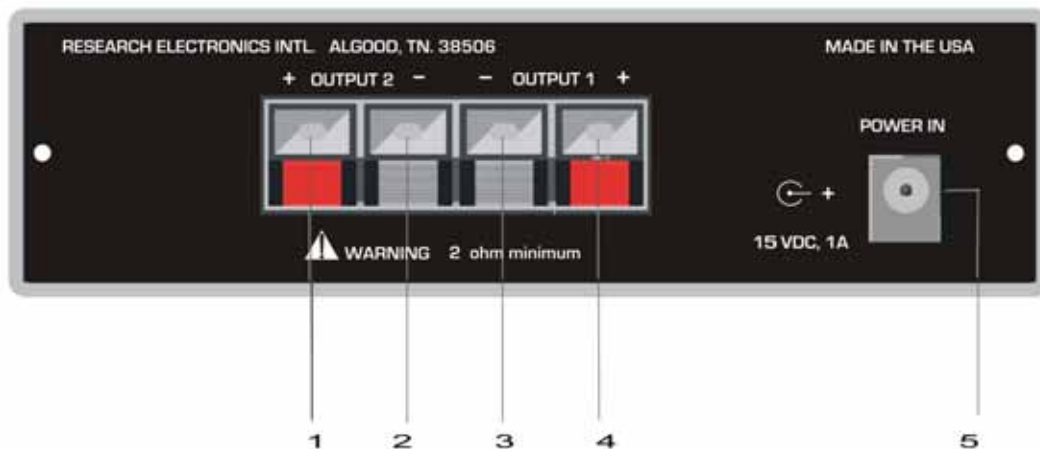 RESEARCH ELECTRONICS INTL. ALGOOD, TN. 38506
MADE IN THE USA
+ OUTPUT 2 –
– OUTPUT 1 +
POWER IN
+
15 VDC, 1A
WARNING 2 ohm minimum
1
2
3
4
5